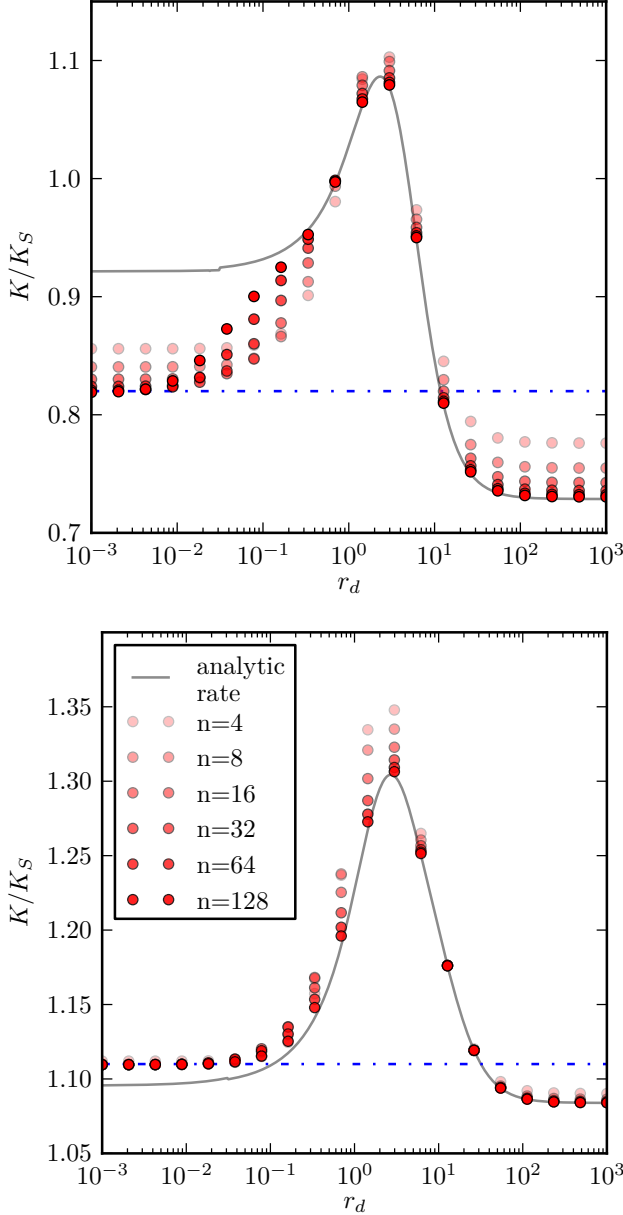 1.1
1.0
K/K_S
0.9
0.8
0.7
10^−3 10^−2 10^−1 10^0 10^1 10^2 10^3
r_d
analytic
rate
n=4
n=8
n=16
n=32
n=64
n=128
1.35
1.30
1.25
K/K_S
1.20
1.15
1.10
1.05
10^−3 10^−2 10^−1 10^0 10^1 10^2 10^3
r_d